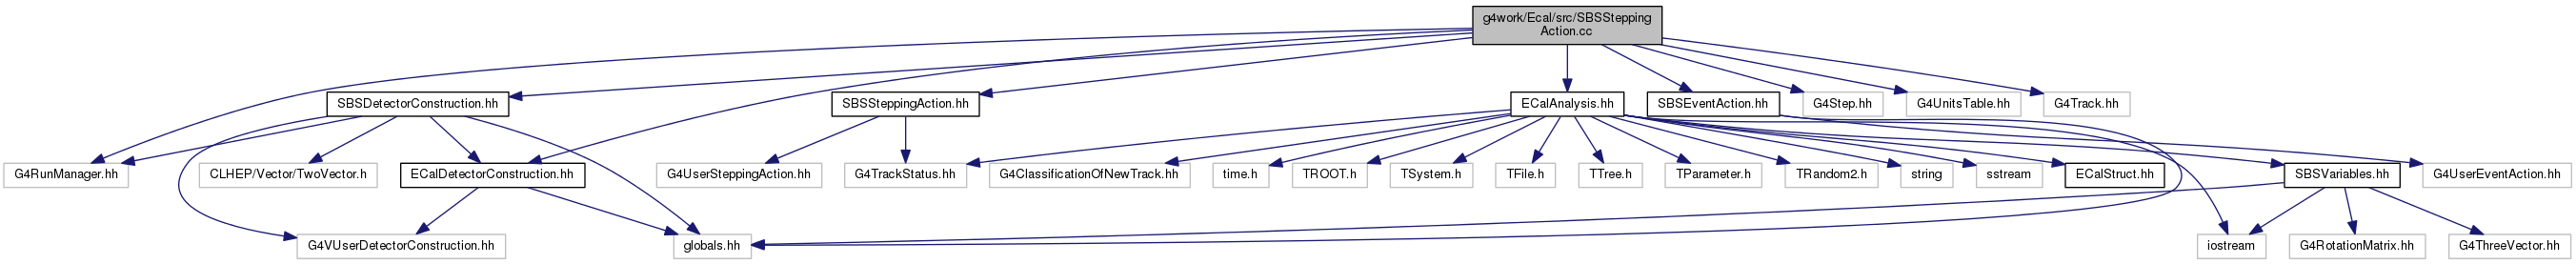 g4work/Ecal/src/SBSStepping
Action.cc
SBSDetectorConstruction.hh
SBSSteppingAction.hh
ECalAnalysis.hh
SBSEventAction.hh
G4Step.hh
G4UnitsTable.hh
G4Track.hh
G4RunManager.hh
CLHEP/Vector/TwoVector.h
ECalDetectorConstruction.hh
G4UserSteppingAction.hh
G4TrackStatus.hh
G4ClassificationOfNewTrack.hh
time.h
TROOT.h
TSystem.h
TFile.h
TTree.h
TParameter.h
TRandom2.h
string
sstream
ECalStruct.hh
SBSVariables.hh
G4UserEventAction.hh
G4VUserDetectorConstruction.hh
globals.hh
iostream
G4RotationMatrix.hh
G4ThreeVector.hh